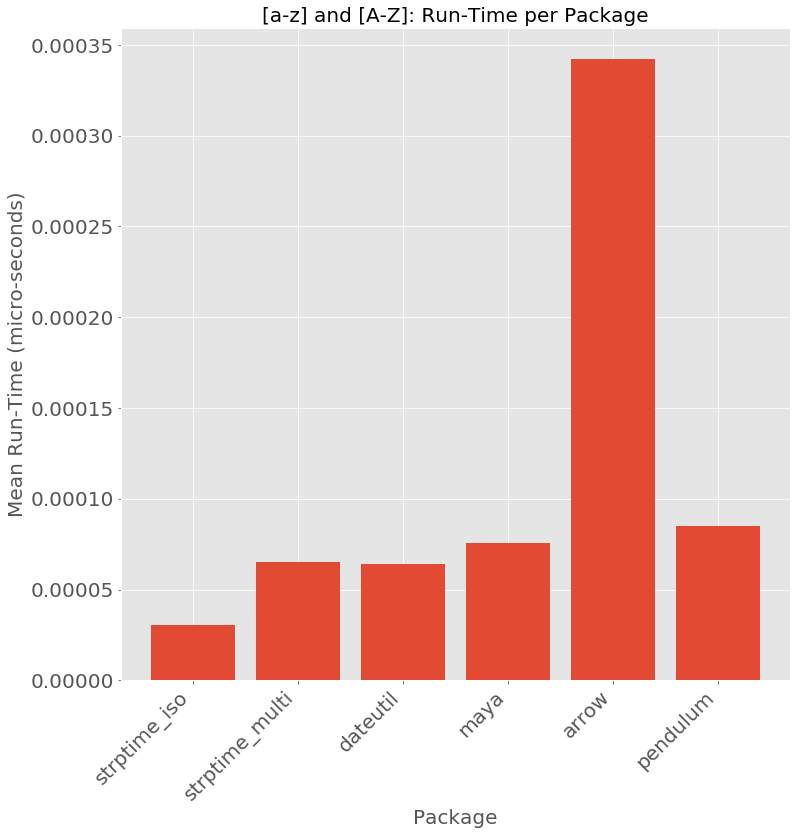 [a-z] and [A-Z]: Run-Time per Package
Mean Run-Time (micro-seconds)
0.00035
0.00030
0.00025
0.00020
0.00015
0.00010
0.00005
0.00000
strptime_iso
strptime_multi
dateutil
maya
arrow
pendulum
Package